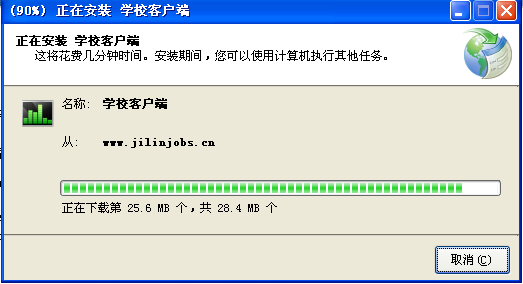 (90%) 正在安装 学校客户端
正在安装 学校客户端
这将花费几分钟时间。安装期间，您可以使用计算机执行其他任务。
名称: 学校客户端
从: www.jilinjobs.cn
正在下载第 25.6 MB 个，共 28.4 MB 个
取消(C)